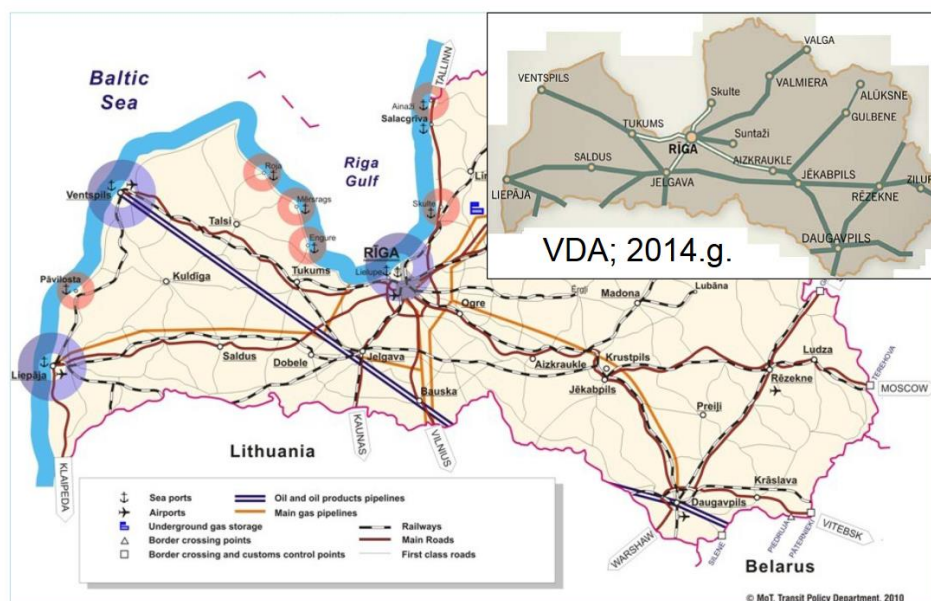 Baltic
Sea
Riga
Gulf
TALLINN
Ainaži
Salacgrīva
Roja
Mērsrags
Engure
Skulte
Lin
Ventspils
Talsi
RĪGA
Lielupe
Tukums
Kuldīga
Pāvilosta
Ogre
Ērgļi
Madona
Lubāna
Liepāja
Saldus
Dobele
Jelgava
Aizkraukle
Krustpils
Jēkabpils
Ludza
Rēzekne
TEREHOVA
MOSCOW
Bauska
Preiļi
Lithuania
KAUNAS
VILNIUS
KLAIPEDA
Krāslava
Daugavpils
WARSHAW
SILENE
PIEDRUJA
PĀTERNIEKI
VITEBSK
Belarus
VALGA
VENTSPILS
VALMIERA
Skulte
ALŪKSNE
GULBENE
TUKUMS
RĪGA
Suntaži
SALDUS
AIZKRAUKLE
JĒKABPILS
LIEPĀJA
JELGAVA
RĒZEKNE
ZILUP
DAUGAVPILS
VDA; 2014.g.
Sea ports
Airports
Underground gas storage
Border crossing points
Border crossing and customs control points
Oil and oil products pipelines
Main gas pipelines
Railways
Main Roads
First class roads
© MoT, Transit Policy Department, 2010